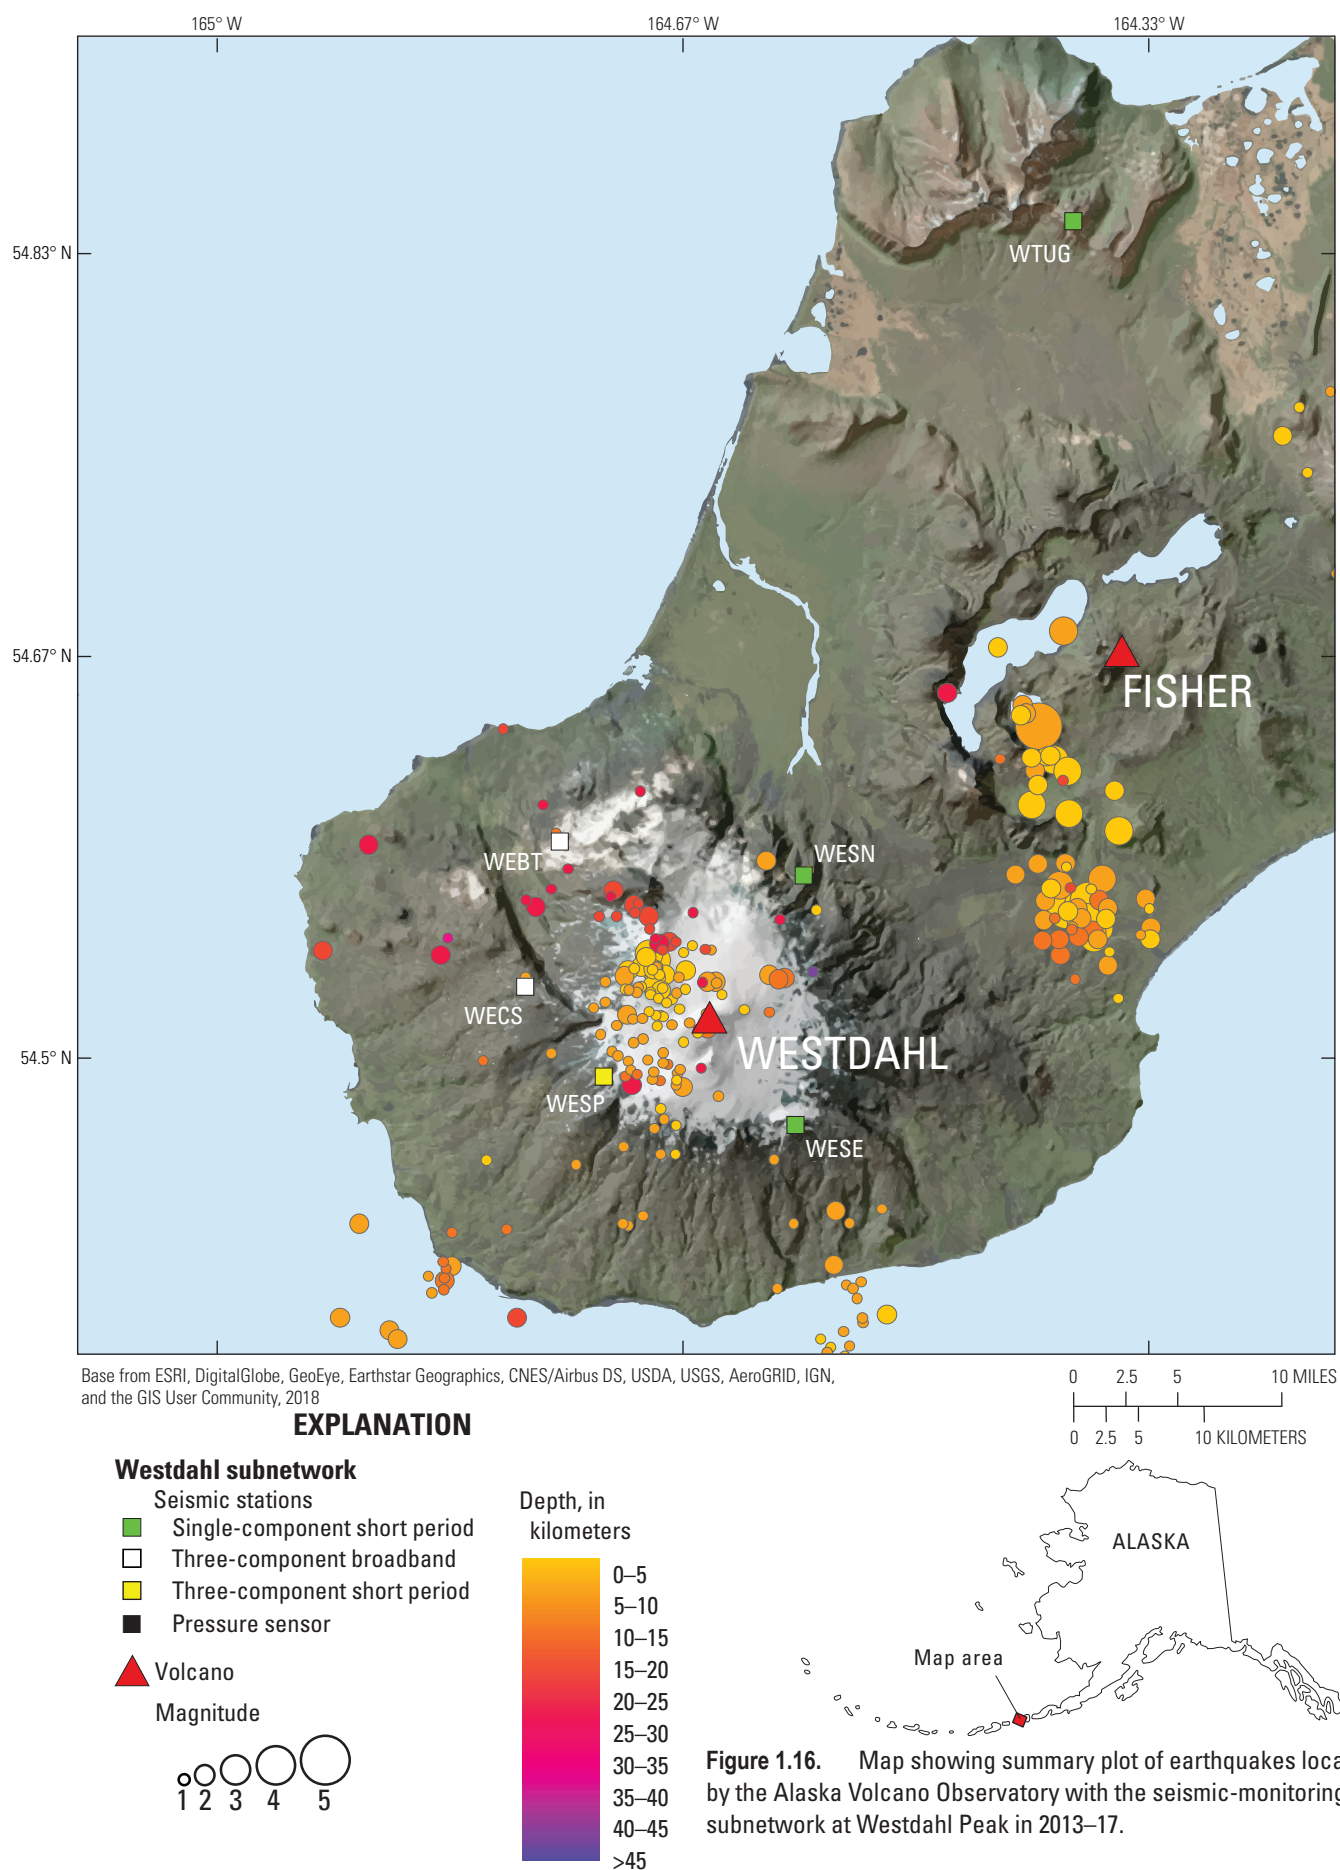 165° W
164.67° W
164.33° W
54.83° N
WTUG
54.67° N
FISHER
WEBT
WESN
WECS
WESTDAHL
54.5° N
WESP
WESE
Base from ESRI, DigitalGlobe, GeoEye, Earthstar Geographics, CNES/Airbus DS, USDA, USGS, AeroGRID, IGN,
and the GIS User Community, 2018
0 2.5 5 10 MILES
0 2.5 5 10 KILOMETERS
EXPLANATION
Westdahl subnetwork
Seismic stations
Single-component short period
Three-component broadband
Three-component short period
Pressure sensor
Volcano
Magnitude
1 2 3 4 5
Depth, in
kilometers
0–5
5–10
10–15
15–20
20–25
25–30
30–35
35–40
40–45
>45
ALASKA
Map area
Figure 1.16. Map showing summary plot of earthquakes loca
by the Alaska Volcano Observatory with the seismic-monitoring
subnetwork at Westdahl Peak in 2013–17.